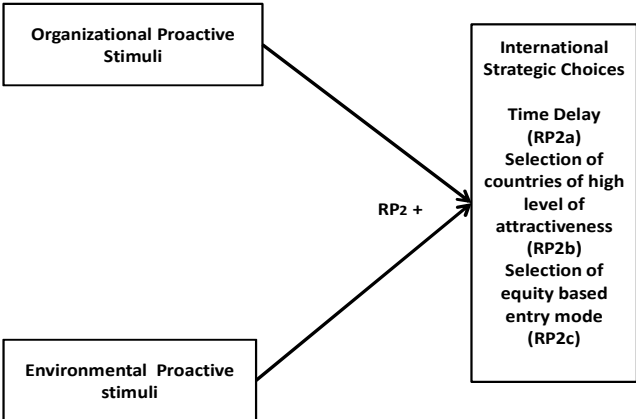 Organizational Proactive
Stimuli
International
Strategic Choices
Time Delay
(RP2a)
Selection of
countries of high
level of
attractiveness
(RP2b)
Selection of
equity based
entry mode
(RP2c)
RP2 +
Environmental Proactive
stimuli